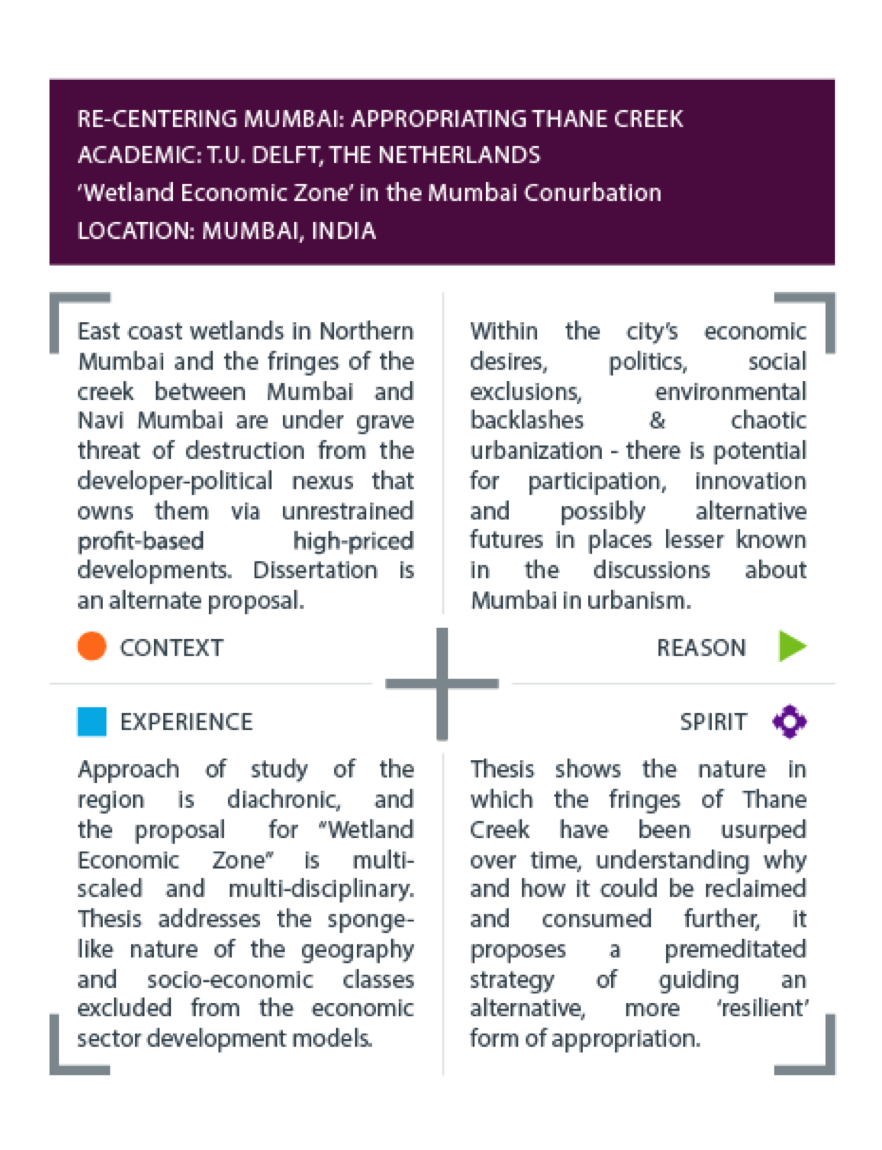 RE-CENTERING MUMBAI: APPROPRIATING THANE CREEK
ACADEMIC: T.U. DELFT, THE NETHERLANDS
‘Wetland Economic Zone’ in the Mumbai Conurbation
LOCATION: MUMBAI, INDIA
East coast wetlands in Northern
Mumbai and the fringes of the
creek between Mumbai and
Navi Mumbai are under grave
threat of destruction from the
developer-political nexus that
owns them via unrestrained
profit-based high-priced
developments. Dissertation is
an alternate proposal.
CONTEXT
Within the city’s economic
desires, politics, social
exclusions, environmental
backlashes & chaotic
urbanization - there is potential
for participation, innovation
and possibly alternative
futures in places lesser known
in the discussions about
Mumbai in urbanism.
REASON
EXPERIENCE
Approach of study of the
region is diachronic, and
the proposal for “Wetland
Economic Zone” is multi-
scaled and multi-disciplinary.
Thesis addresses the sponge-
like nature of the geography
and socio-economic classes
excluded from the economic
sector development models.
SPIRIT
Thesis shows the nature in
which the fringes of Thane
Creek have been usurped
over time, understanding why
and how it could be reclaimed
and consumed further, it
proposes a premeditated
strategy of guiding an
alternative, more ‘resilient’
form of appropriation.